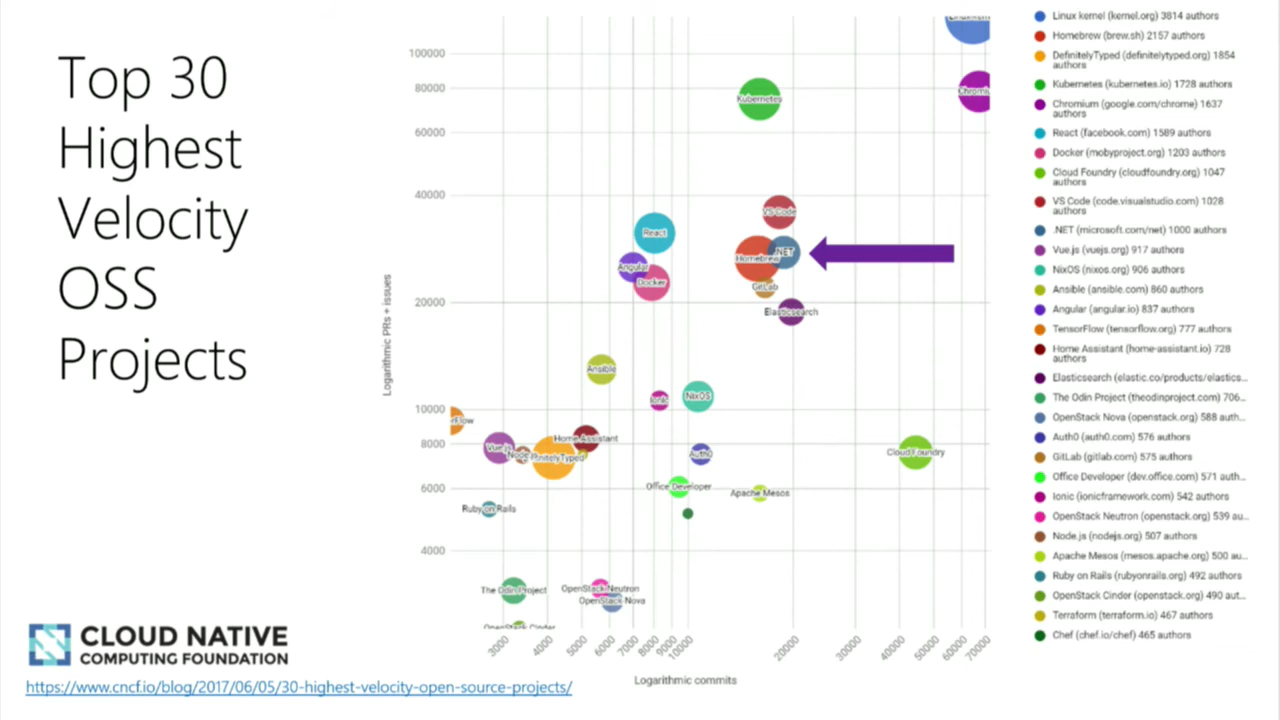 Top 30
Highest
Velocity
OSS
Projects
CLOUD NATIVE
COMPUTING FOUNDATION
https://www.cncf.io/blog/2017/06/05/30-highest-velocity-open-source-projects/
Logarithmic PRs + issues
100000
80000
60000
40000
20000
10000
8000
6000
4000
Kubernetes
VS Code
React
.NET
Homebrew
Angular
Docker
GitLab
Elasticsearch
Ansible
Ionic
NixOS
Home Assistant
Vue.js
Auth0
Cloud Foundry
Office Developer
Apache Mesos
Ruby on Rails
The Odin Project
OpenStack Neutron
OpenStack Nova
OpenStack Cinder
3000
4000
5000
6000
7000
8000
9000
10000
20000
30000
40000
50000
60000
70000
Logarithmic commits
Linux kernel (kernel.org) 3814 authors
Homebrew (brew.sh) 2157 authors
DefinitelyTyped (definitelytyped.org) 1854
authors
Kubernetes (kubernetes.io) 1728 authors
Chromium (google.com/chrome) 1637
authors
React (facebook.com) 1589 authors
Docker (mobyproject.org) 1203 authors
Cloud Foundry (cloudfoundry.org) 1047
authors
VS Code (code.visualstudio.com) 1028
authors
.NET (microsoft.com/net) 1000 authors
Vue.js (vuejs.org) 917 authors
NixOS (nixos.org) 906 authors
Ansible (ansible.com) 860 authors
Angular (angular.io) 837 authors
TensorFlow (tensorflow.org) 777 authors
Home Assistant (home-assistant.io) 728
authors
Elasticsearch (elastic.co/products/elastics...
The Odin Project (theodinproject.com) 706...
OpenStack Nova (openstack.org) 588 auth...
Auth0 (auth0.com) 576 authors
GitLab (gitlab.com) 575 authors
Office Developer (dev.office.com) 571 auth...
Ionic (ionicframework.com) 542 authors
OpenStack Neutron (openstack.org) 539 au...
Node.js (nodejs.org) 507 authors
Apache Mesos (mesos.apache.org) 500 au...
Ruby on Rails (rubyonrails.org) 492 authors
OpenStack Cinder (openstack.org) 490 aut...
Terraform (terraform.io) 467 authors
Chef (chef.io/chef) 465 authors